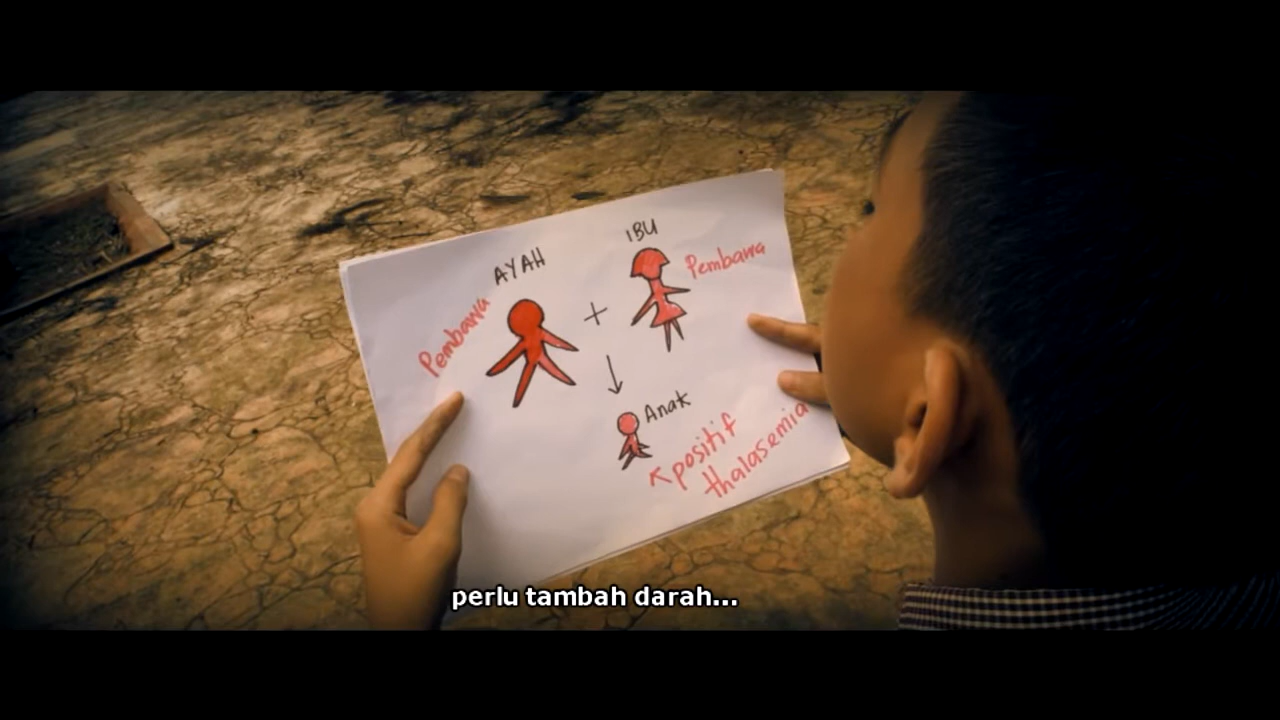 AYAH
IBU
Pembawa
+
Pembawa
Anak
positif
thalasemia
perlu tambah darah...